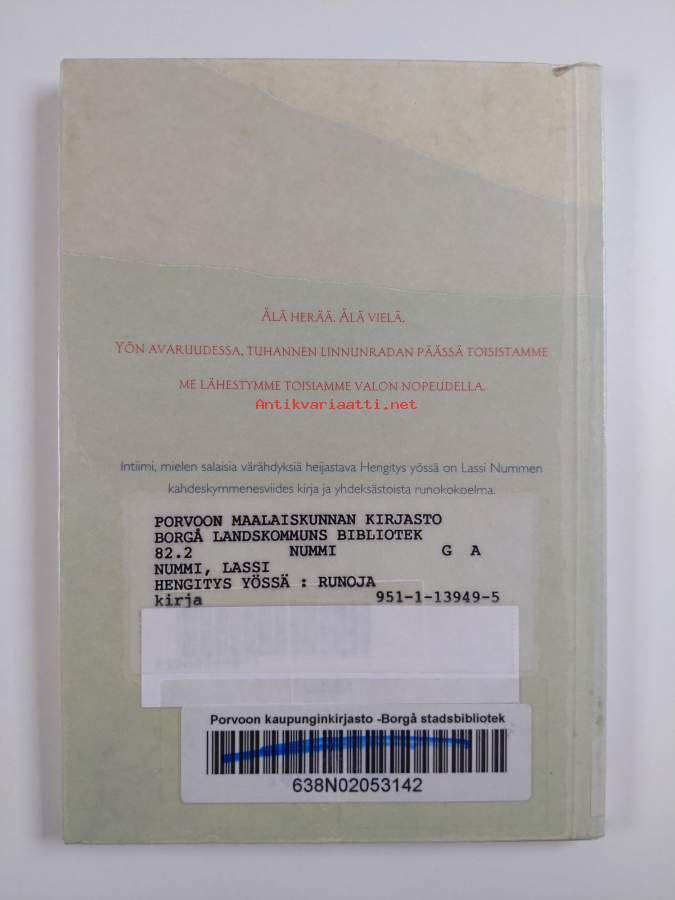 ÄLÄ HERÄÄ. ÄLÄ VIELÄ.
YÖN AVARUUDESSA, TUHANNEN LINNUNRADAN PÄÄSSÄ TOISISTAMME
ME LÄHESTYMME TOISIAMME VALON NOPEUDELLA.
Antikvariaatti.net
Intiimi, mielen salaisia värähdyksiä heijastava Hengitys yössä on Lassi Nummen
kahdeskymmenesviides kirja ja yhdeksästoista runokokoelma.
PORVOON MAALAISKUNNAN KIRJASTO
BORGÅ LANDSKOMMUNS BIBLIOTEK
82.2 NUMMI G A
NUMMI, LASSI
HENGITYS YÖSSÄ : RUNOJA
kirja 951-1-13949-5
Porvoon kaupunginkirjasto -Borgå stadsbibliotek
638N02053142